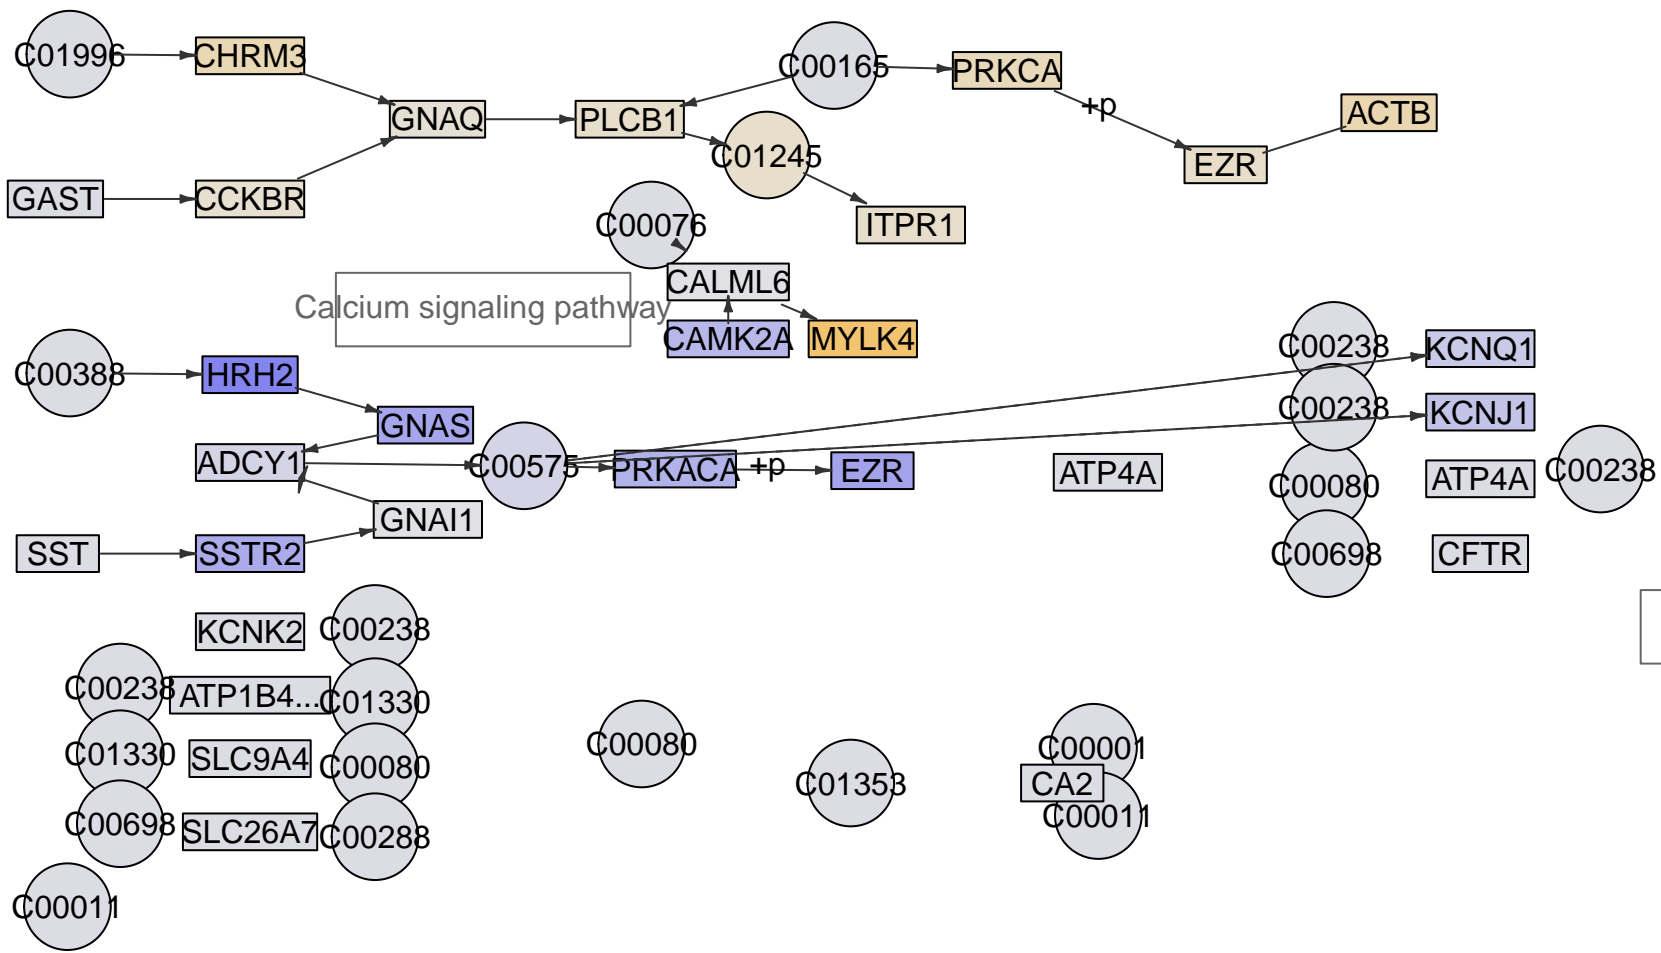 C01996
CHRM3
C00165
PRKCA
+p
ACTB
GNAQ
PLCB1
C01245
EZR
GAST
CCKBR
C00076
ITPR1
CALML6
Calcium signaling pathway
CAMK2A
MYLK4
C00238
KCNQ1
C00388
HRH2
C00238
KCNJ1
GNAS
ADCY1
C00575
PRKACA
+p
EZR
ATP4A
C00080
ATP4A
C00238
GNAI1
SST
SSTR2
C00698
CFTR
KCNK2
C00238
C00238
ATP1B4...
C01330
C01330
SLC9A4
C00080
C00080
C01353
C00001
CA2
C00011
C00698
SLC26A7
C00288
C00011